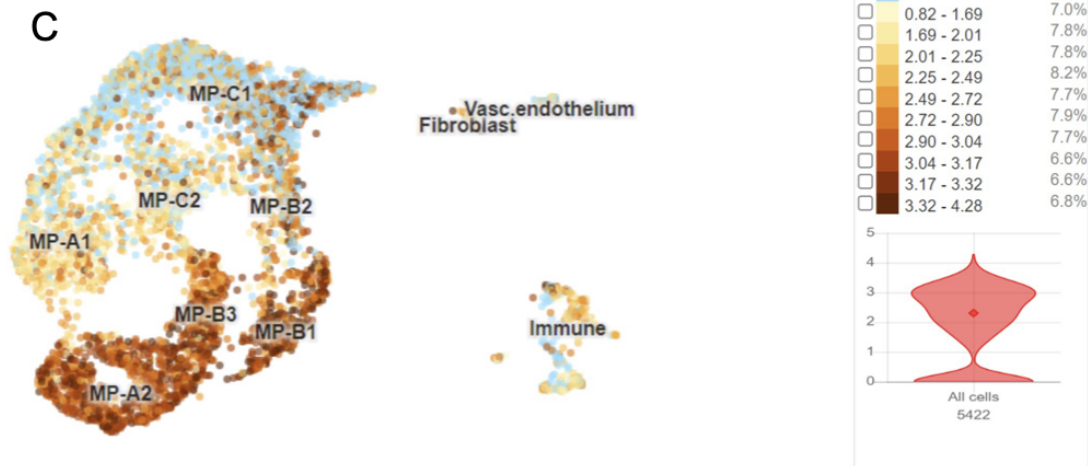 C
MP-C1
Vasc.endothelium
Fibroblast
MP-C2
MP-B2
MP-A1
MP-B3
MP-B1
Immune
MP-A2
0.82 - 1.69 7.0%
1.69 - 2.01 7.8%
2.01 - 2.25 7.8%
2.25 - 2.49 8.2%
2.49 - 2.72 7.7%
2.72 - 2.90 7.9%
2.90 - 3.04 7.7%
3.04 - 3.17 6.6%
3.17 - 3.32 6.6%
3.32 - 4.28 6.8%
5
4
3
2
1
0
All cells
5422